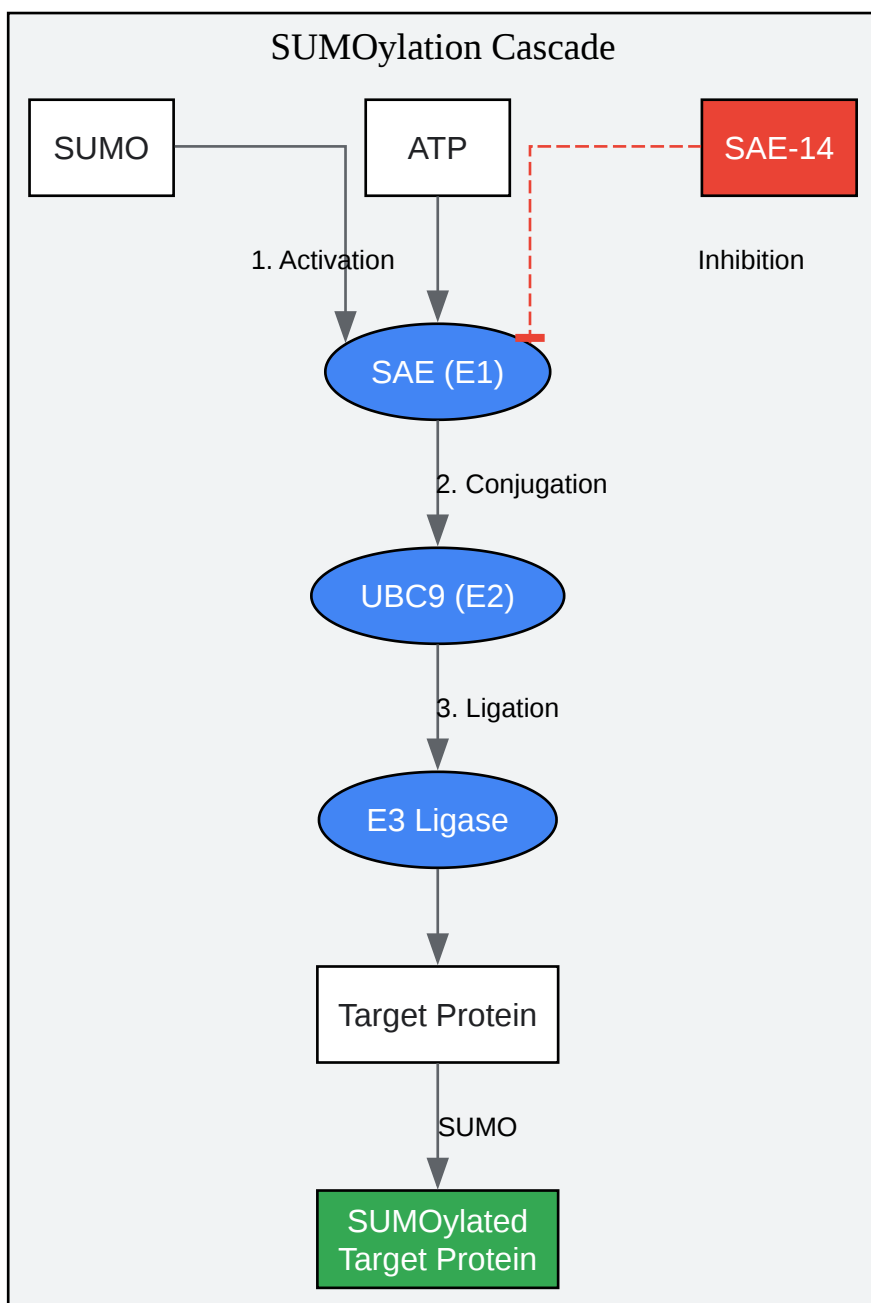 SUMOylation Cascade
SUMO
ATP
SAE-14
1. Activation
Inhibition
SAE (E1)
2. Conjugation
UBC9 (E2)
3. Ligation
E3 Ligase
Target Protein
SUMO
SUMOylated
Target Protein